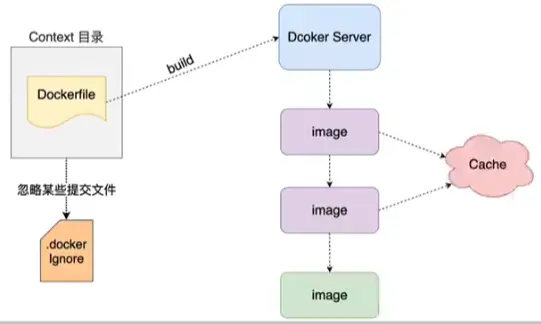 Context 目录
Dcoker Server
build
Dockerfile
image
Cache
忽略某些提交文件
image
.docker
Ignore
image